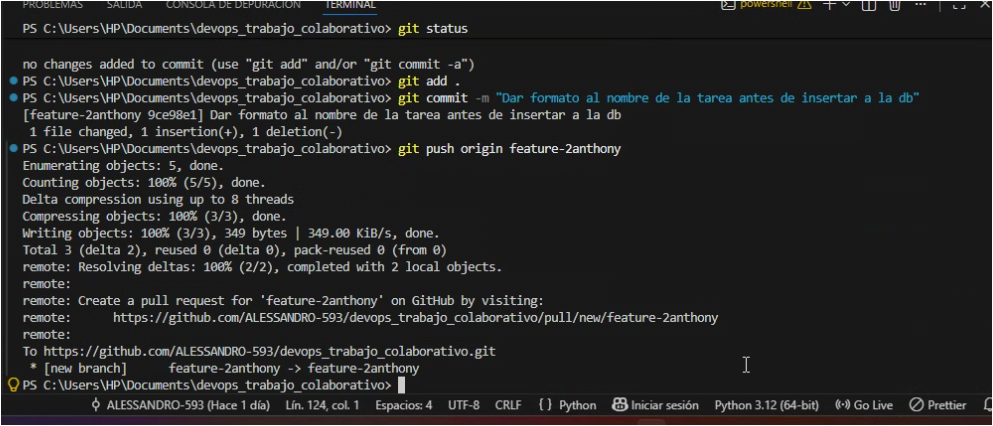 PROBLEMAS SALIDA CONSOLA DE DEPURACIÓN TERMINAL powershell
PS C:\Users\HP\Documents\devops_trabajo_colaborativo> git status
no changes added to commit (use "git add" and/or "git commit -a")
PS C:\Users\HP\Documents\devops_trabajo_colaborativo> git add .
PS C:\Users\HP\Documents\devops_trabajo_colaborativo> git commit -m "Dar formato al nombre de la tarea antes de insertar a la db"
[feature-2anthony 9ce98e1] Dar formato al nombre de la tarea antes de insertar a la db
1 file changed, 1 insertion(+), 1 deletion(-)
PS C:\Users\HP\Documents\devops_trabajo_colaborativo> git push origin feature-2anthony
Enumerating objects: 5, done.
Counting objects: 100% (5/5), done.
Delta compression using up to 8 threads
Compressing objects: 100% (3/3), done.
Writing objects: 100% (3/3), 349 bytes | 349.00 KiB/s, done.
Total 3 (delta 2), reused 0 (delta 0), pack-reused 0 (from 0)
remote: Resolving deltas: 100% (2/2), completed with 2 local objects.
remote:
remote: Create a pull request for 'feature-2anthony' on GitHub by visiting:
remote:      https://github.com/ALESSANDRO-593/devops_trabajo_colaborativo/pull/new/feature-2anthony
remote:
To https://github.com/ALESSANDRO-593/devops_trabajo_colaborativo.git
* [new branch]      feature-2anthony -> feature-2anthony
PS C:\Users\HP\Documents\devops_trabajo_colaborativo>
ALESSANDRO-593 (Hace 1 día) Lín. 124, col. 1 Espacios: 4 UTF-8 CRLF { } Python Iniciar sesión Python 3.12 (64-bit) Go Live Prettier